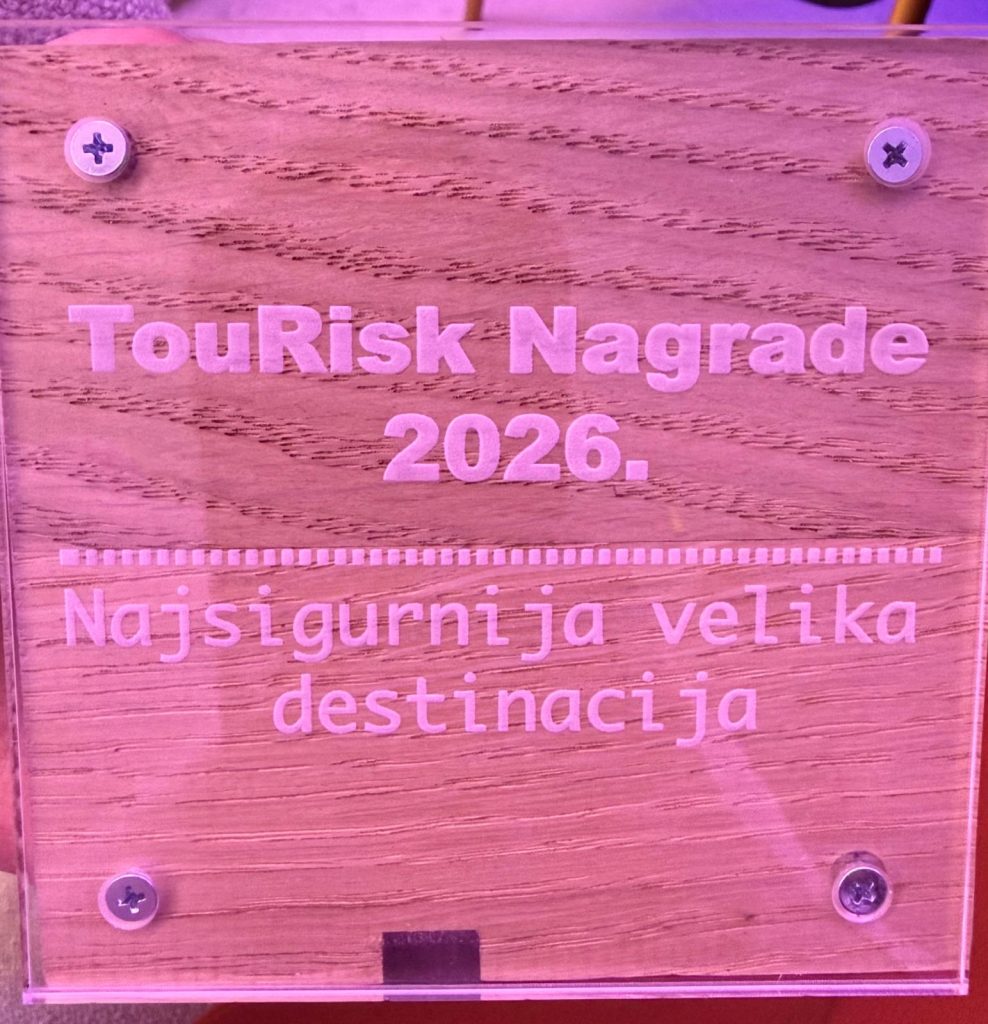 TouRisk Nagrade
2026.
Najsigurnija velika
destinacija